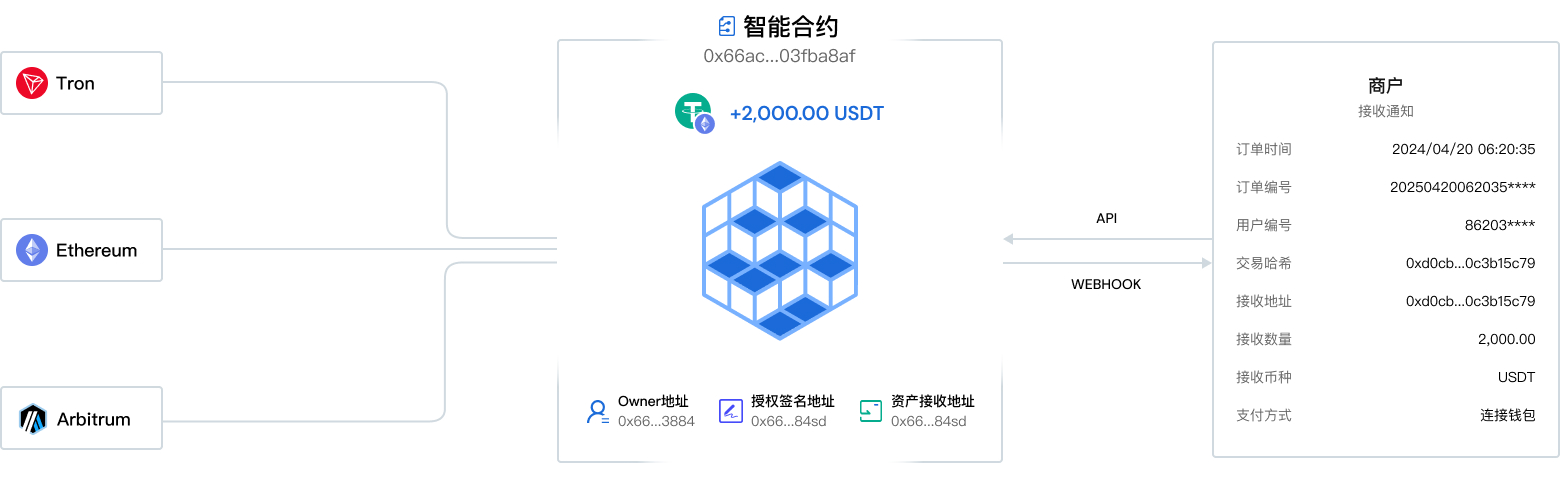 Tron
Ethereum
Arbitrum
智能合约
0x66ac...03fba8af
+2,000.00 USDT
Owner地址
0x66...3884
授权签名地址
0x66...84sd
资产接收地址
0x66...84sd
API
WEBHOOK
商户
接收通知
订单时间 2024/04/20 06:20:35
订单编号 20250420062035****
用户编号 86203****
交易哈希 0xd0cb...0c3b15c79
接收地址 0xd0cb...0c3b15c79
接收数量 2,000.00
接收币种 USDT
支付方式 连接钱包